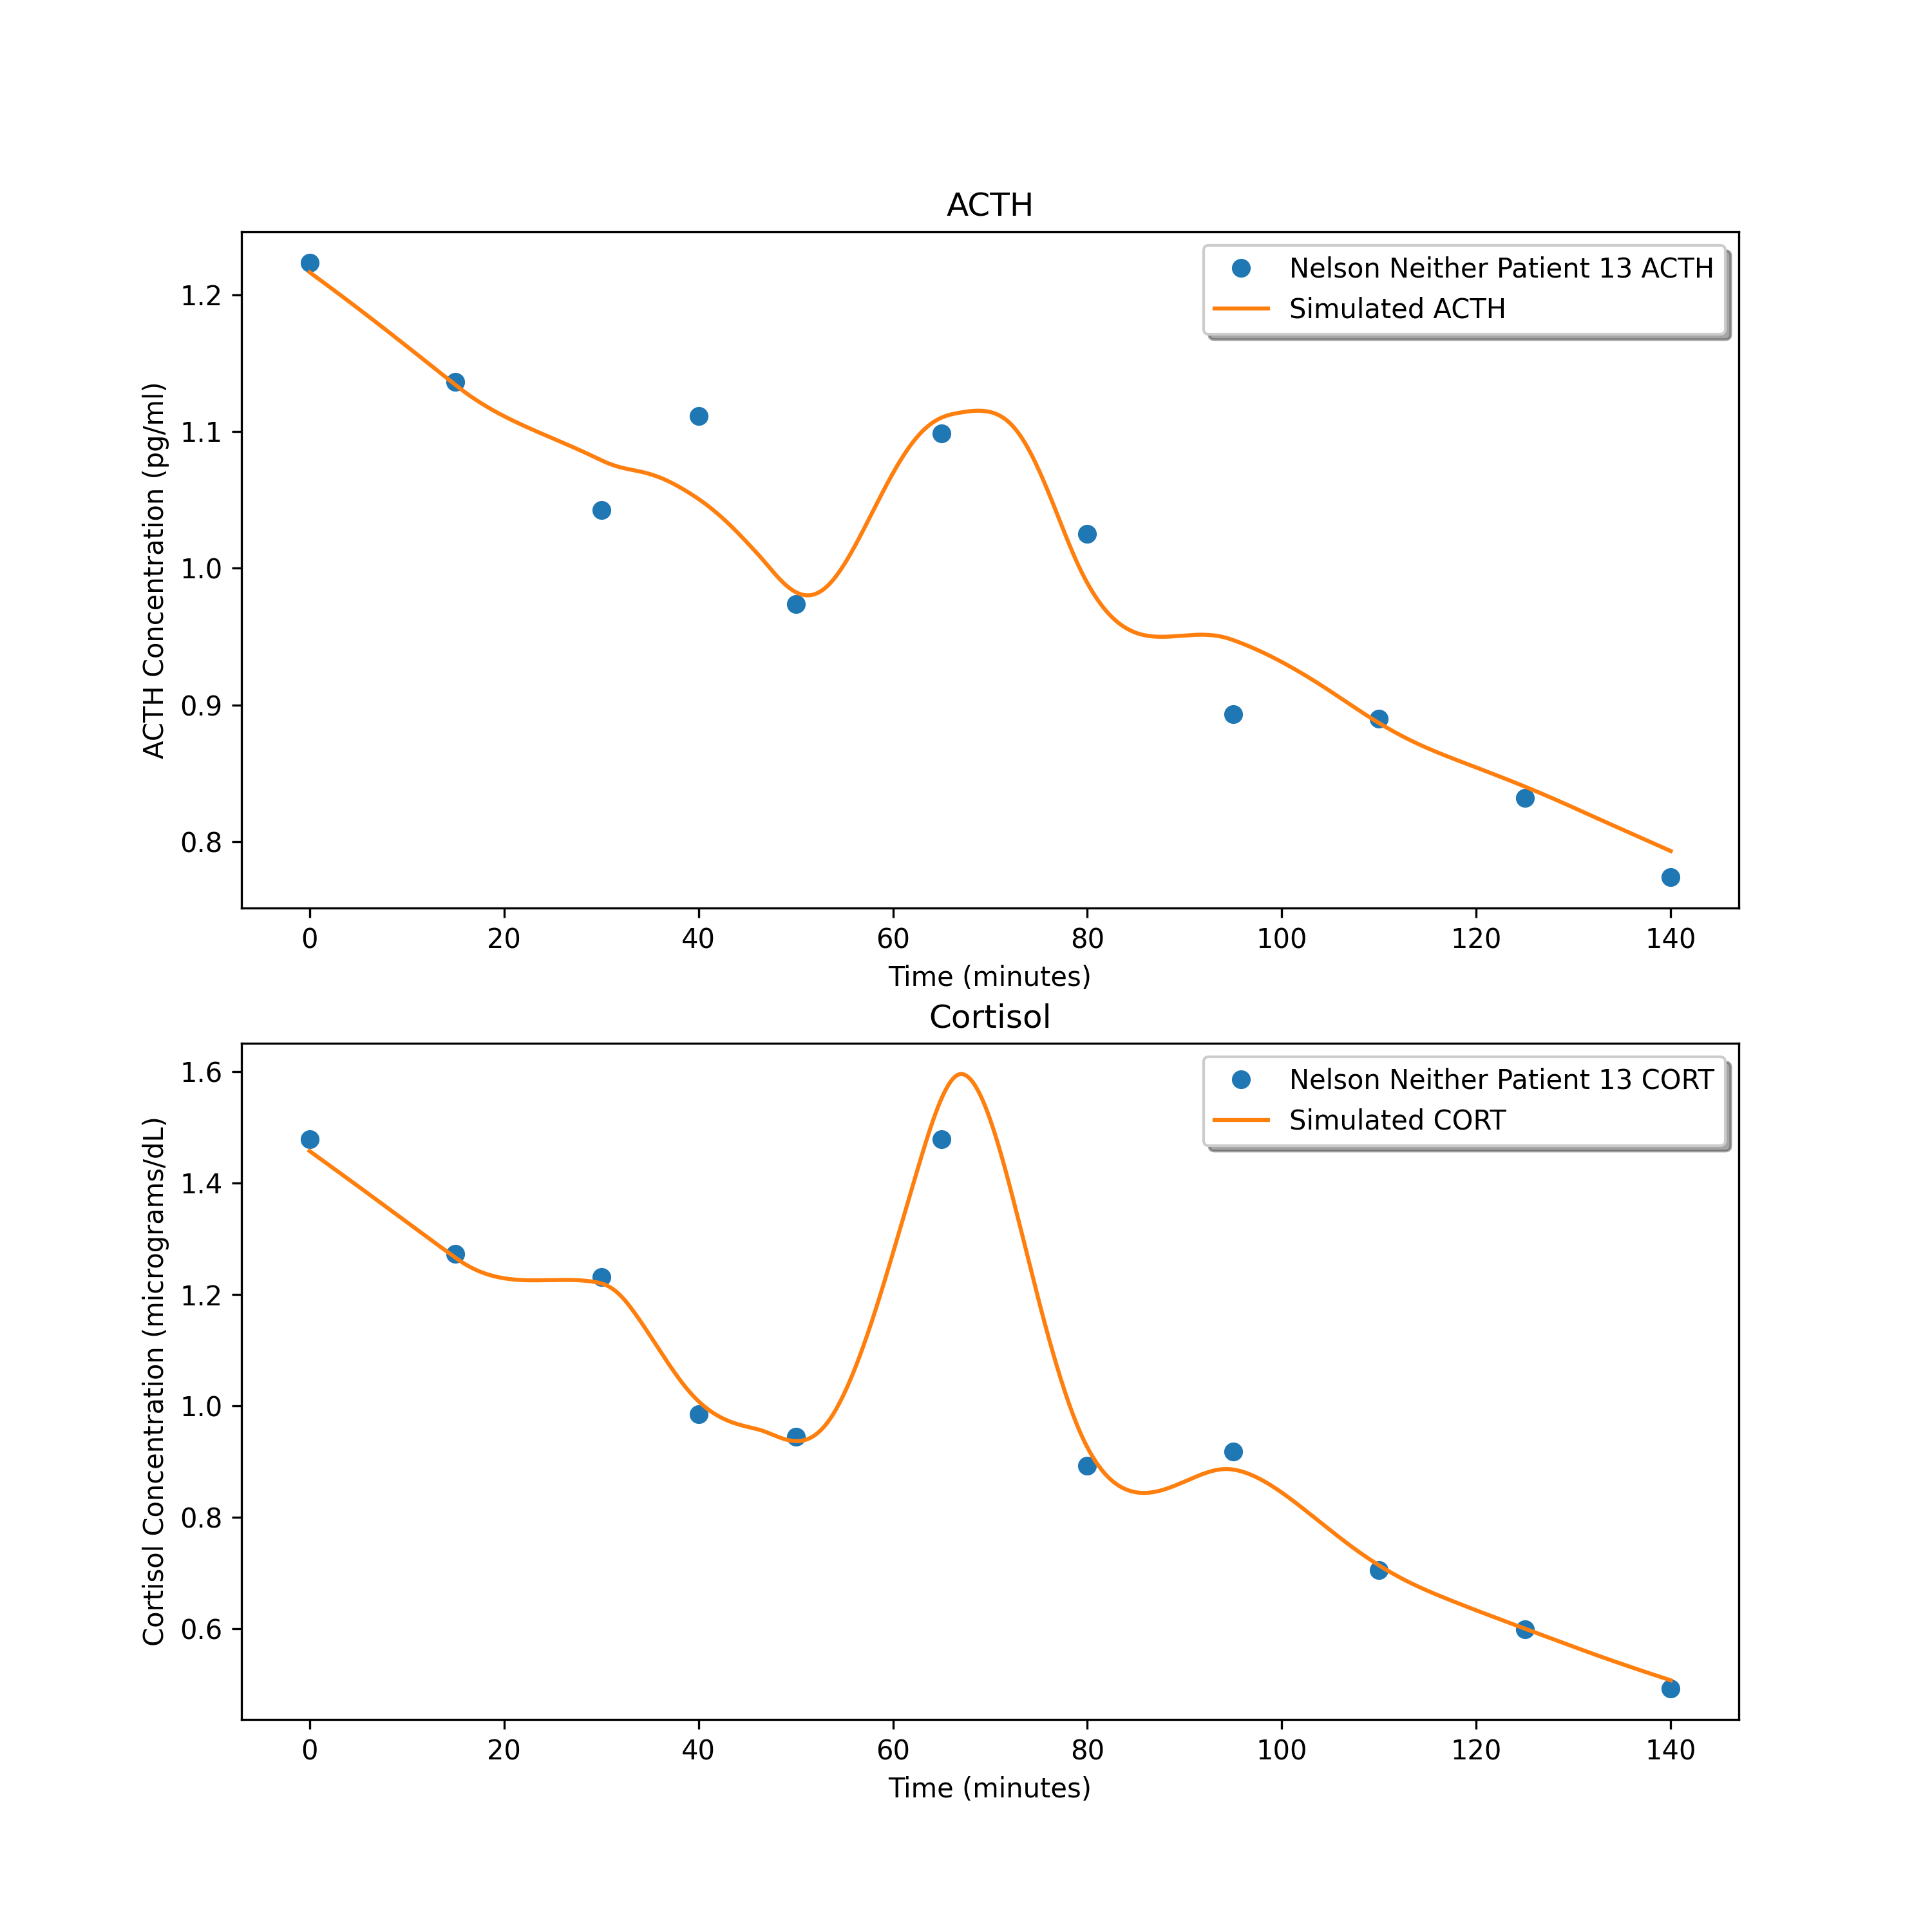 ACTH
Nelson Neither Patient 13 ACTH
Simulated ACTH
ACTH Concentration (pg/ml)
1.2
1.1
1.0
0.9
0.8
0 20 40 60 80 100 120 140
Time (minutes)
Cortisol
Nelson Neither Patient 13 CORT
Simulated CORT
Cortisol Concentration (micrograms/dL)
1.6
1.4
1.2
1.0
0.8
0.6
0 20 40 60 80 100 120 140
Time (minutes)